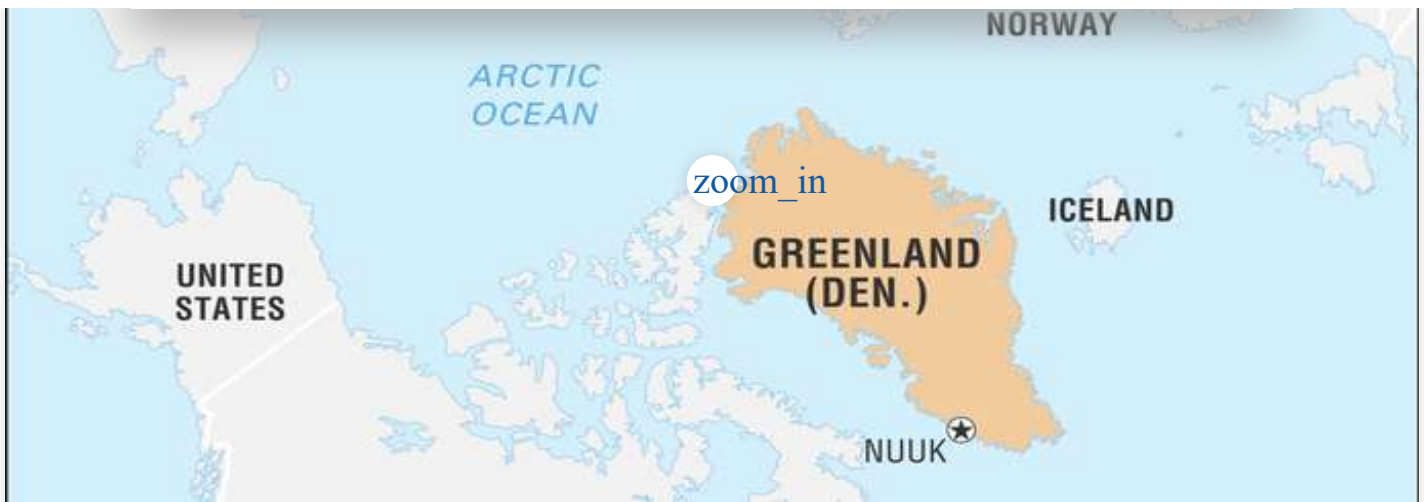 NORWAY
ARCTIC
OCEAN
zoom_in
ICELAND
GREENLAND
(DEN.)
UNITED
STATES
NUUK